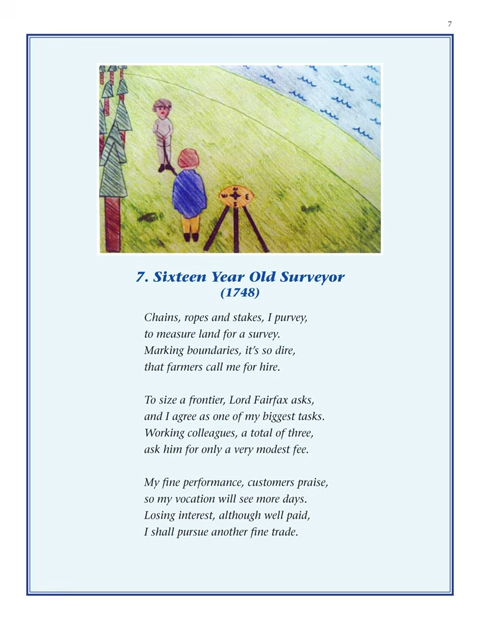 7
7. Sixteen Year Old Surveyor
(1748)
Chains, ropes and stakes, I purvey,
to measure land for a survey.
Marking boundaries, it's so dire,
that farmers call me for hire.
To size a frontier, Lord Fairfax asks,
and I agree as one of my biggest tasks.
Working colleagues, a total of three,
ask him for only a very modest fee.
My fine performance, customers praise,
so my vocation will see more days.
Losing interest, although well paid,
I shall pursue another fine trade.